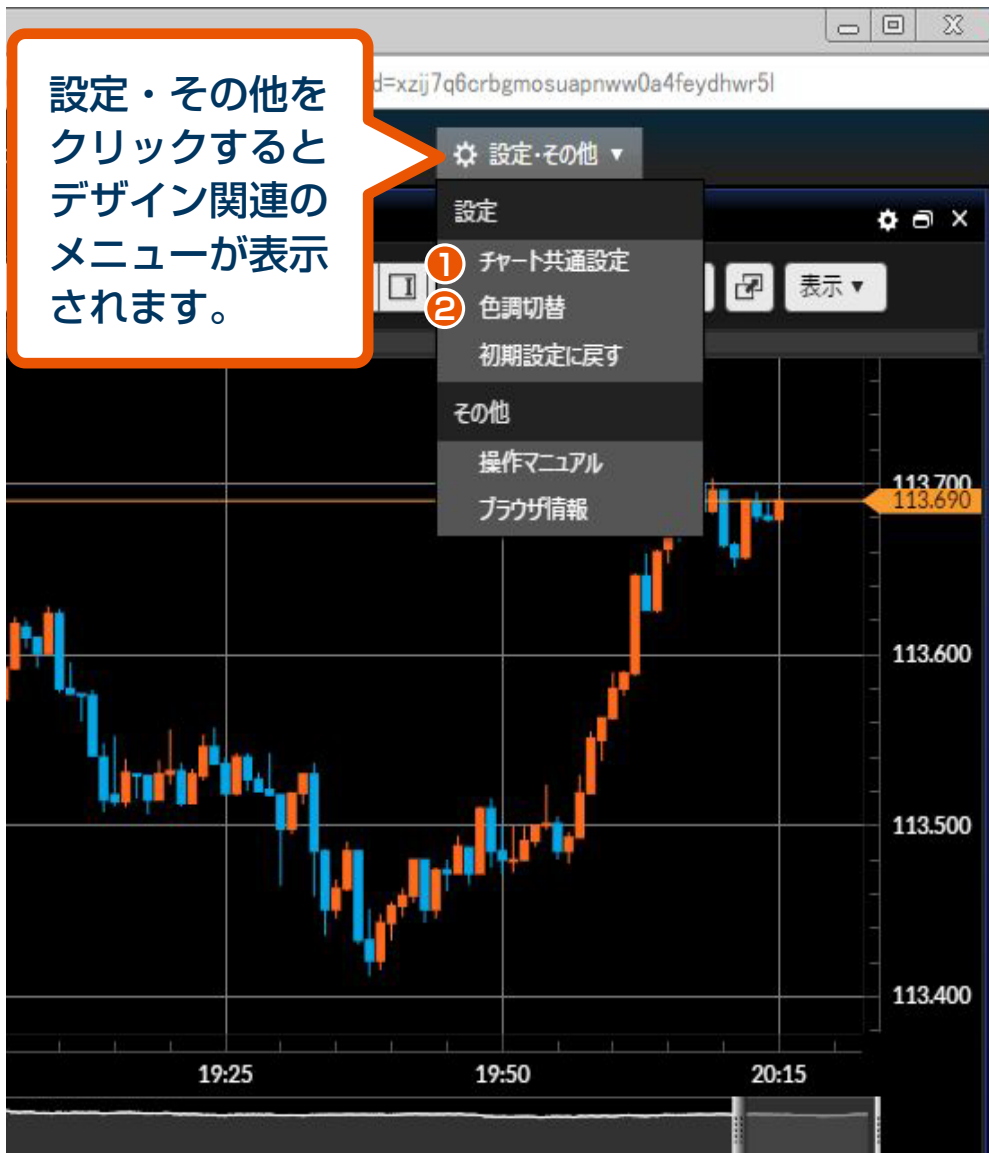 設定・その他を
クリックすると
デザイン関連の
メニューが表示
されます。
d=xzij7q6crbgmosuapnww0a4feydhwr5l
設定・その他 ▼
設定
1 チャート共通設定
2 色調切替
初期設定に戻す
その他
操作マニュアル
ブラウザ情報
表示 ▼
113.700
113.690
113.600
113.500
113.400
19:25 19:50 20:15